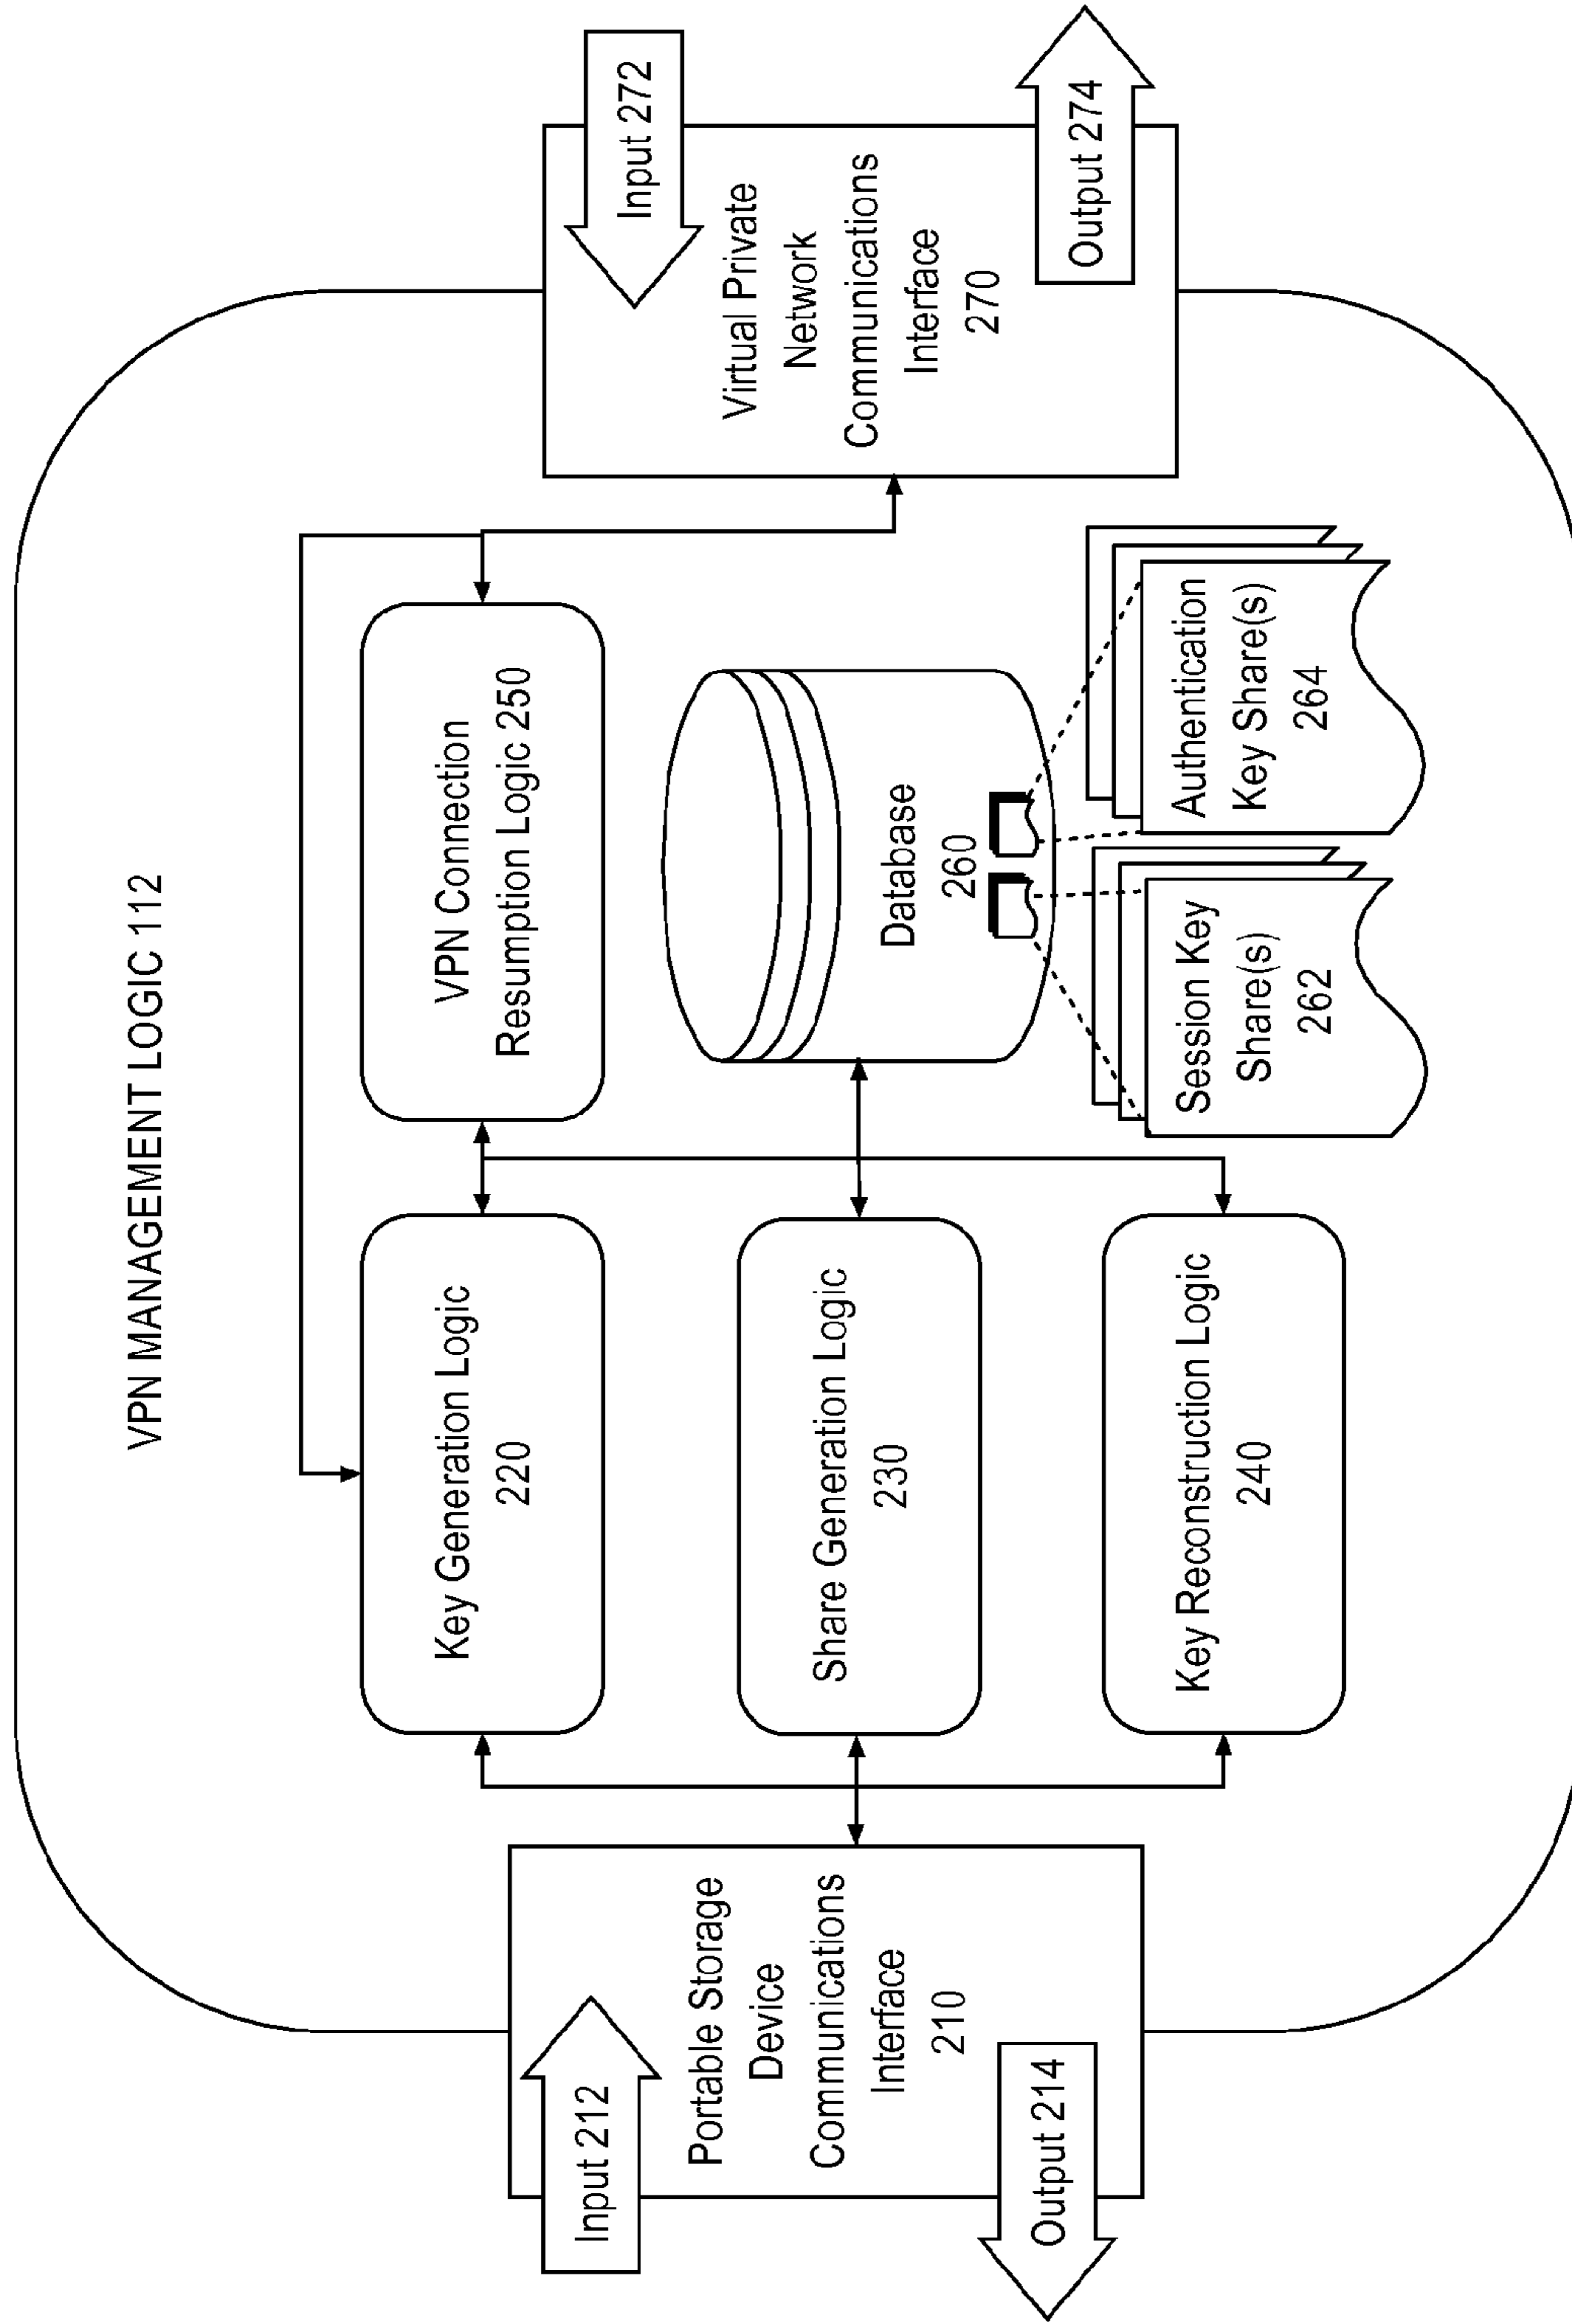 VPN MANAGEMENT LOGIC 112
Input 212
Portable Storage
Device
Communications
Interface
210
Output 214
Key Generation Logic
220
Share Generation Logic
230
Key Reconstruction Logic
240
VPN Connection
Resumption Logic 250
Database
260
Session Key
Share(s)
262
Authentication
Key Share(s)
264
Input 272
Virtual Private
Network
Communications
Interface
270
Output 274